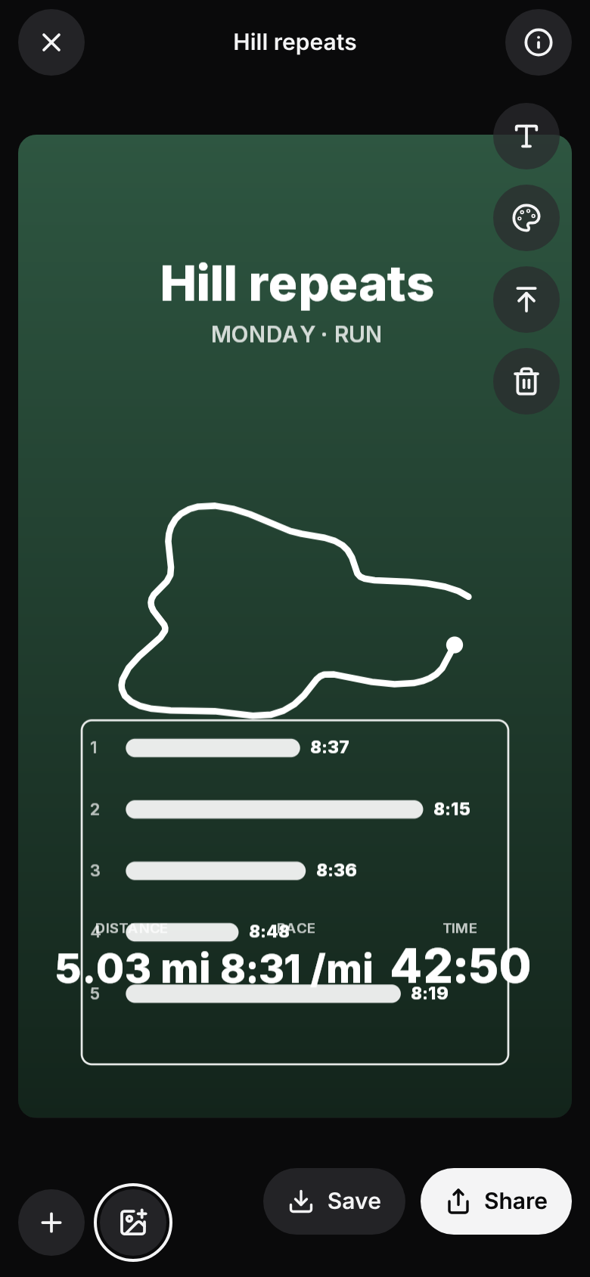 Hill repeats
Hill repeats
MONDAY · RUN
1 8:37
2 8:15
3 8:36
4 8:48
DISTANCE PACE TIME
5.03 mi 8:31 /mi 42:50
5 8:19
Save Share